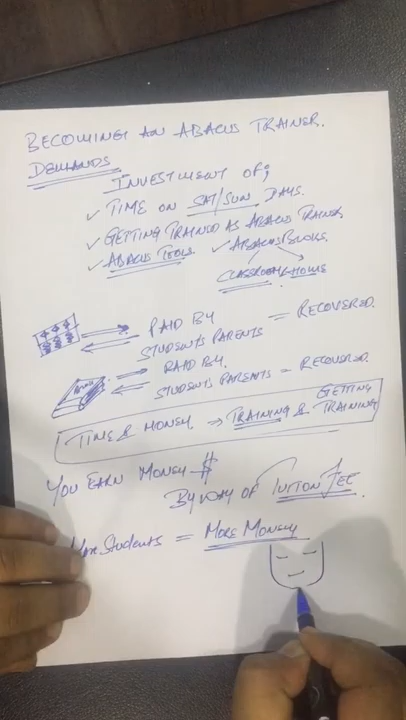 BECOMING AN ABACUS TRAINER.
DEMANDS
INVESTMENT OF;
✓ TIME ON SAT/SUN DAYS.
✓ GETTING TRAINED AS ABACUS TRAINER
✓ ABACUS TOOLS ✓ ABACUS BOOKS.
CLASSROOM HOME
PAID BY STUDENTS PARENTS = RECOVERED.
PAID BY. STUDENTS PARENTS = RECOVERED.
TIME & MONEY → TRAINING & GETTING TRAINING
YOU EARN MONEY $
BY WAY OF TUITION FEE.
More Students = MORE MONEY